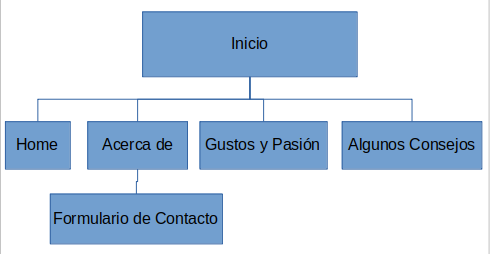 Inicio
Home
Acerca de
Gustos y Pasión
Algunos Consejos
Formulario de Contacto